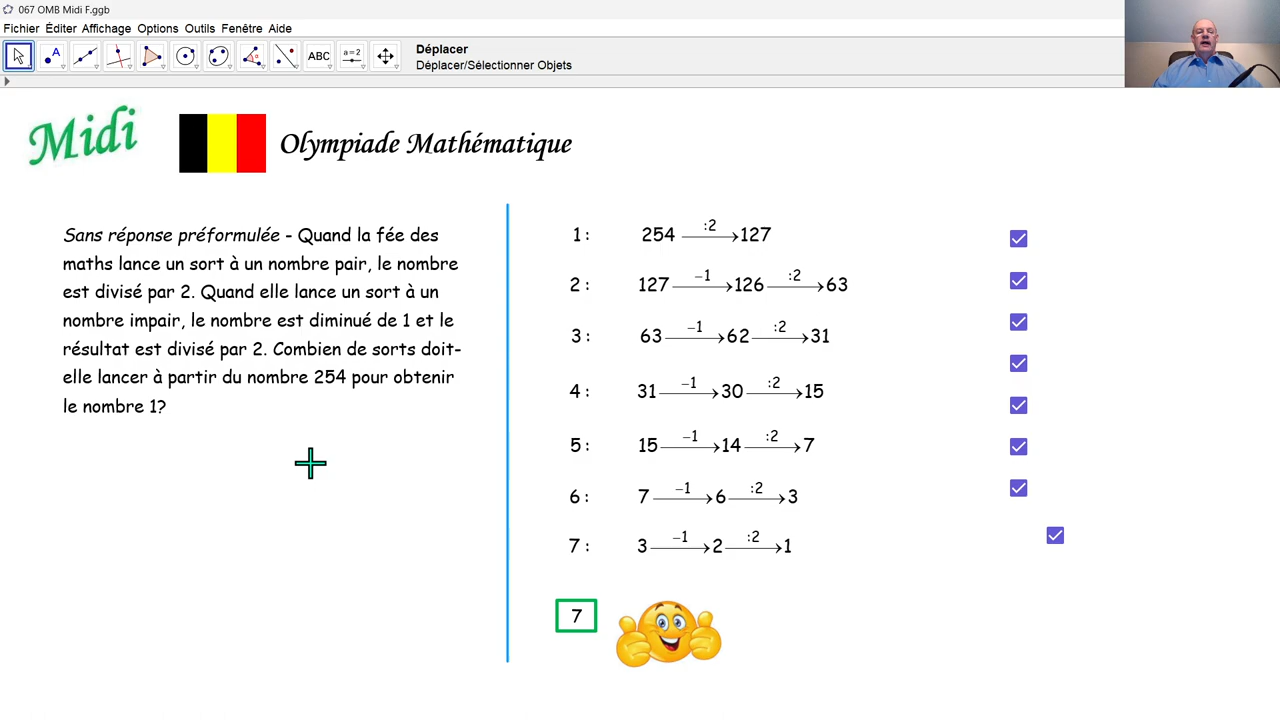 067 OMB Midi F.ggb
Fichier Éditer Affichage Options Outils Fenêtre Aide
A ABC a=2
Déplacer
Déplacer/Sélectionner Objets
Midi
Olympiade Mathématique
Sans réponse préformulée - Quand la fée des
maths lance un sort à un nombre pair, le nombre
est divisé par 2. Quand elle lance un sort à un
nombre impair, le nombre est diminué de 1 et le
résultat est divisé par 2. Combien de sorts doit-
elle lancer à partir du nombre 254 pour obtenir
le nombre 1?
1: 254 :2→ 127
2: 127 −1→ 126 :2→ 63
3: 63 −1→ 62 :2→ 31
4: 31 −1→ 30 :2→ 15
5: 15 −1→ 14 :2→ 7
6: 7 −1→ 6 :2→ 3
7: 3 −1→ 2 :2→ 1
7